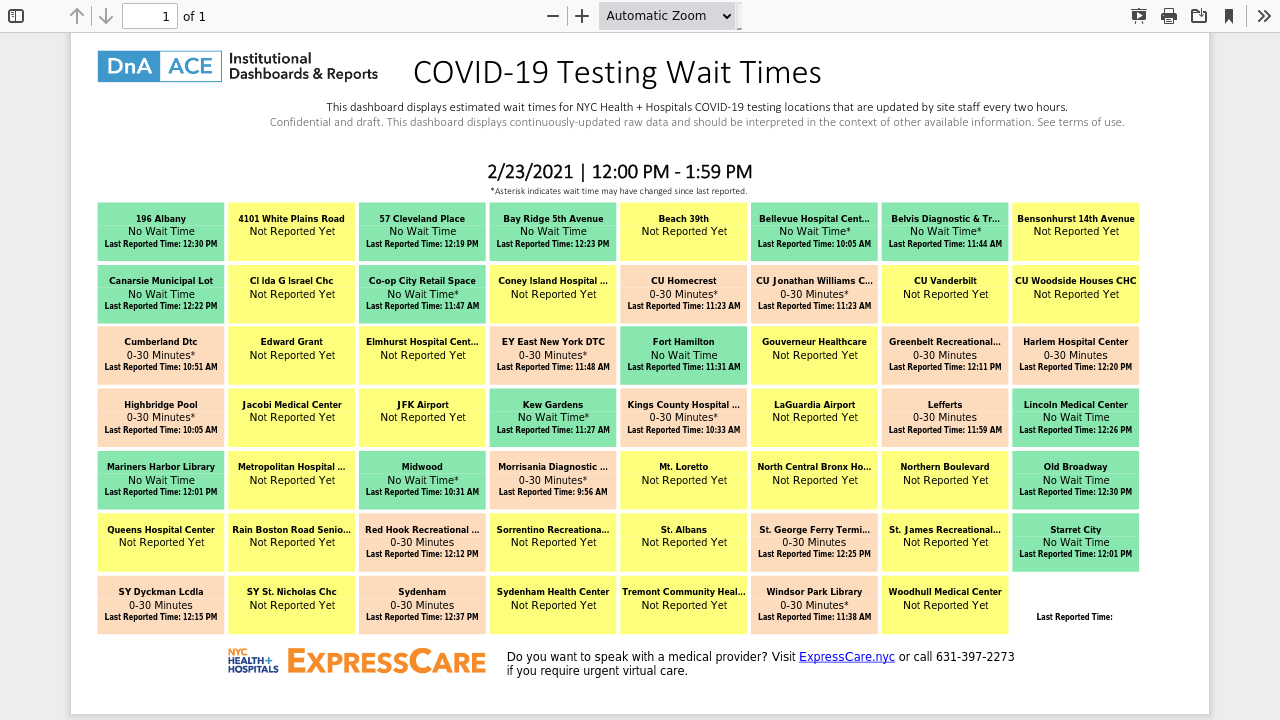 1 of 1 Automatic Zoom
DnA ACE Institutional
Dashboards & Reports
COVID-19 Testing Wait Times
This dashboard displays estimated wait times for NYC Health + Hospitals COVID-19 testing locations that are updated by site staff every two hours.
Confidential and draft. This dashboard displays continuously-updated raw data and should be interpreted in the context of other available information. See terms of use.
2/23/2021 | 12:00 PM - 1:59 PM
*Asterisk indicates wait time may have changed since last reported.
196 Albany
No Wait Time
Last Reported Time: 12:30 PM
4101 White Plains Road
Not Reported Yet
57 Cleveland Place
No Wait Time
Last Reported Time: 12:19 PM
Bay Ridge 5th Avenue
No Wait Time
Last Reported Time: 12:23 PM
Beach 39th
Not Reported Yet
Bellevue Hospital Cent...
No Wait Time*
Last Reported Time: 10:05 AM
Belvis Diagnostic & Tr...
No Wait Time*
Last Reported Time: 11:44 AM
Bensonhurst 14th Avenue
Not Reported Yet
Canarsie Municipal Lot
No Wait Time
Last Reported Time: 12:22 PM
Cl Ida G Israel Chc
Not Reported Yet
Co-op City Retail Space
No Wait Time*
Last Reported Time: 11:47 AM
Coney Island Hospital ...
Not Reported Yet
CU Homecrest
0-30 Minutes*
Last Reported Time: 11:23 AM
CU Jonathan Williams C...
0-30 Minutes*
Last Reported Time: 11:23 AM
CU Vanderbilt
Not Reported Yet
CU Woodside Houses CHC
Not Reported Yet
Cumberland Dtc
0-30 Minutes*
Last Reported Time: 10:51 AM
Edward Grant
Not Reported Yet
Elmhurst Hospital Cent...
Not Reported Yet
EY East New York DTC
0-30 Minutes*
Last Reported Time: 11:48 AM
Fort Hamilton
No Wait Time
Last Reported Time: 11:31 AM
Gouverneur Healthcare
Not Reported Yet
Greenbelt Recreational...
0-30 Minutes
Last Reported Time: 12:11 PM
Harlem Hospital Center
0-30 Minutes
Last Reported Time: 12:20 PM
Highbridge Pool
0-30 Minutes*
Last Reported Time: 10:05 AM
Jacobi Medical Center
Not Reported Yet
JFK Airport
Not Reported Yet
Kew Gardens
No Wait Time*
Last Reported Time: 11:27 AM
Kings County Hospital ...
0-30 Minutes*
Last Reported Time: 10:33 AM
LaGuardia Airport
Not Reported Yet
Lefferts
0-30 Minutes
Last Reported Time: 11:59 AM
Lincoln Medical Center
No Wait Time
Last Reported Time: 12:26 PM
Mariners Harbor Library
No Wait Time
Last Reported Time: 12:01 PM
Metropolitan Hospital ...
Not Reported Yet
Midwood
No Wait Time*
Last Reported Time: 10:31 AM
Morrisania Diagnostic ...
0-30 Minutes*
Last Reported Time: 9:56 AM
Mt. Loretto
Not Reported Yet
North Central Bronx Ho...
Not Reported Yet
Northern Boulevard
Not Reported Yet
Old Broadway
No Wait Time
Last Reported Time: 12:30 PM
Queens Hospital Center
Not Reported Yet
Rain Boston Road Senio...
Not Reported Yet
Red Hook Recreational ...
0-30 Minutes
Last Reported Time: 12:12 PM
Sorrentino Recreationa...
Not Reported Yet
St. Albans
Not Reported Yet
St. George Ferry Termi...
0-30 Minutes
Last Reported Time: 12:25 PM
St. James Recreational...
Not Reported Yet
Starret City
No Wait Time
Last Reported Time: 12:01 PM
SY Dyckman Lcdla
0-30 Minutes
Last Reported Time: 12:15 PM
SY St. Nicholas Chc
Not Reported Yet
Sydenham
0-30 Minutes
Last Reported Time: 12:37 PM
Sydenham Health Center
Not Reported Yet
Tremont Community Heal...
Not Reported Yet
Windsor Park Library
0-30 Minutes*
Last Reported Time: 11:38 AM
Woodhull Medical Center
Not Reported Yet
Last Reported Time:
NYC
HEALTH+
HOSPITALS
EXPRESSCARE
Do you want to speak with a medical provider? Visit ExpressCare.nyc or call 631-397-2273
if you require urgent virtual care.